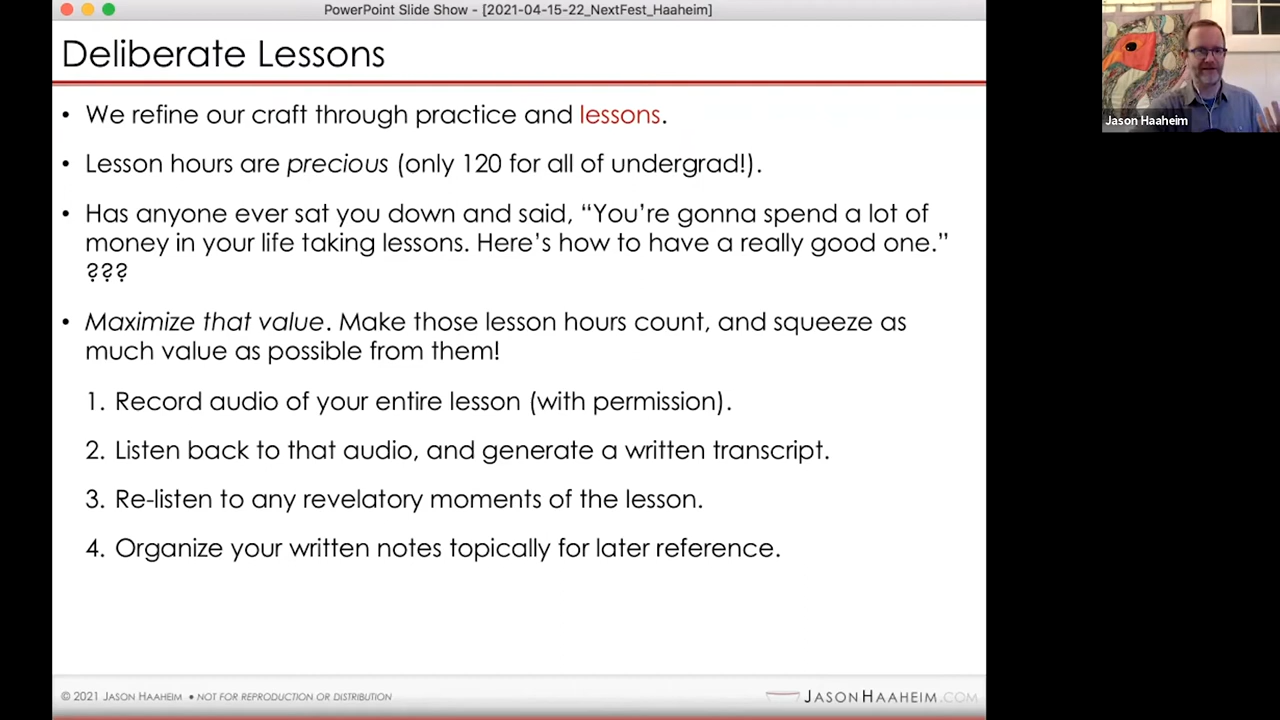 PowerPoint Slide Show - [2021-04-15-22_NextFest_Haaheim]
Deliberate Lessons
• We refine our craft through practice and lessons.
• Lesson hours are precious (only 120 for all of undergrad!).
• Has anyone ever sat you down and said, “You’re gonna spend a lot of
money in your life taking lessons. Here’s how to have a really good one.”
???
• Maximize that value. Make those lesson hours count, and squeeze as
much value as possible from them!
1. Record audio of your entire lesson (with permission).
2. Listen back to that audio, and generate a written transcript.
3. Re-listen to any revelatory moments of the lesson.
4. Organize your written notes topically for later reference.
© 2021 Jason Haaheim • NOT FOR REPRODUCTION OR DISTRIBUTION
JASONHAAHEIM.COM
Jason Haaheim